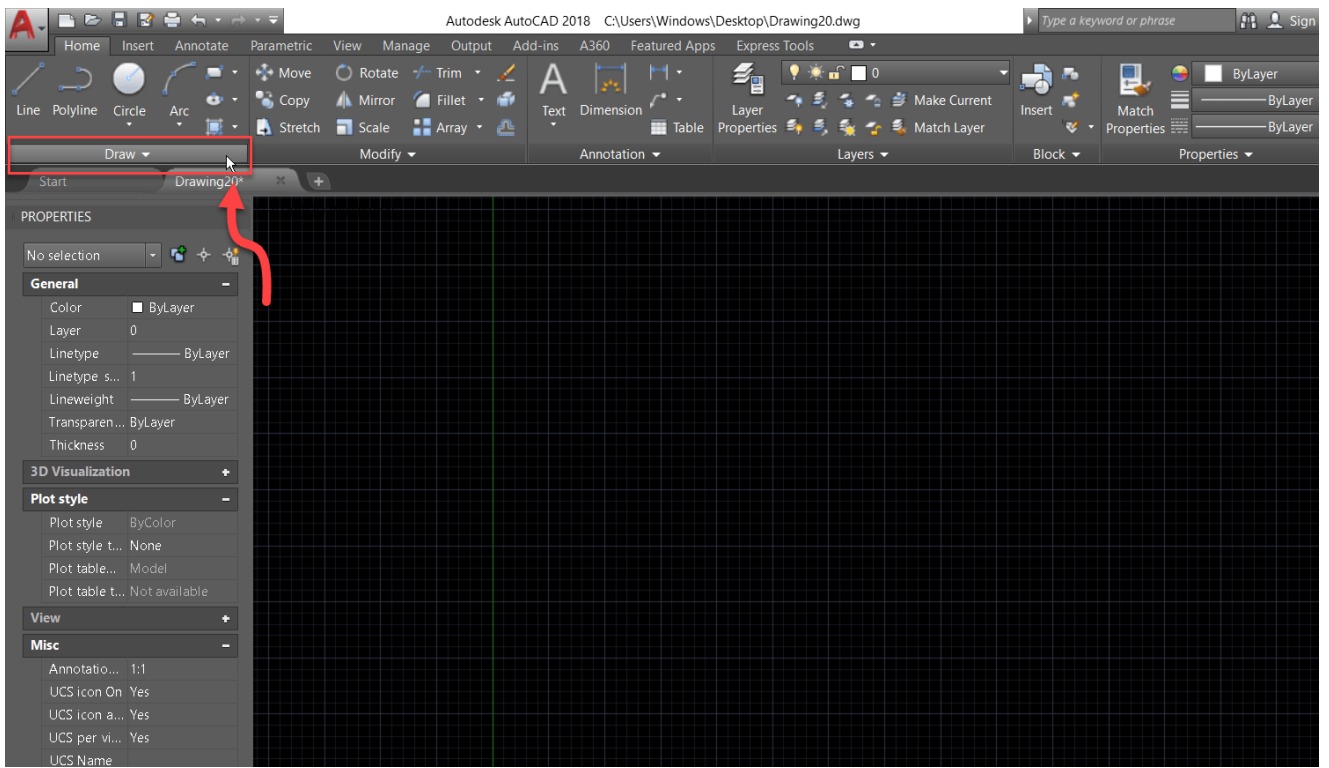 Autodesk AutoCAD 2018 C:\Users\Windows\Desktop\Drawing20.dwg
Type a keyword or phrase
Sign
Home Insert Annotate Parametric View Manage Output Add-ins A360 Featured Apps Express Tools
Move Rotate Trim 0 ByLayer
Line Polyline Circle Arc Copy Mirror Fillet Text Dimension Layer Properties Make Current Insert Match Properties ByLayer
Stretch Scale Array Table Match Layer ByLayer
Draw Modify Annotation Layers Block Properties
Start Drawing20*
PROPERTIES
No selection
General
Color ByLayer
Layer 0
Linetype ByLayer
Linetype s... 1
Lineweight ByLayer
Transparen... ByLayer
Thickness 0
3D Visualization
Plot style
Plot style ByColor
Plot style t... None
Plot table... Model
Plot table t... Not available
View
Misc
Annotatio... 1:1
UCS icon On Yes
UCS icon a... Yes
UCS per vi... Yes
UCS Name